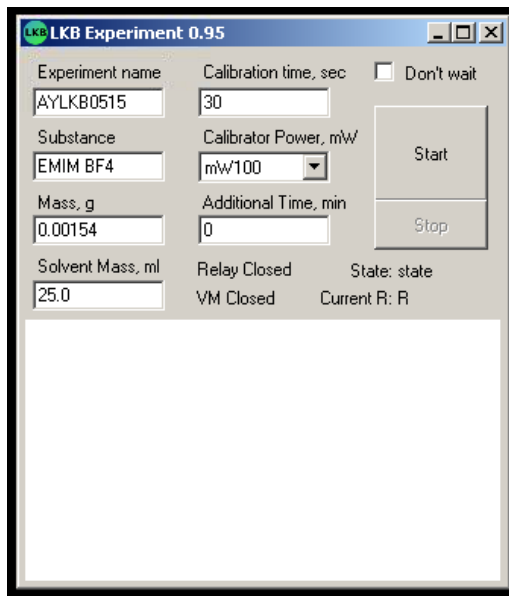 LKB LKB Experiment 0.95
Experiment name Calibration time, sec Don't wait
AYLKB0515 30
Substance Calibrator Power, mW
EMIM BF4 mW100 Start
Mass, g Additional Time, min
0.00154 0 Stop
Solvent Mass, ml Relay Closed State: state
25.0 VM Closed Current R: R